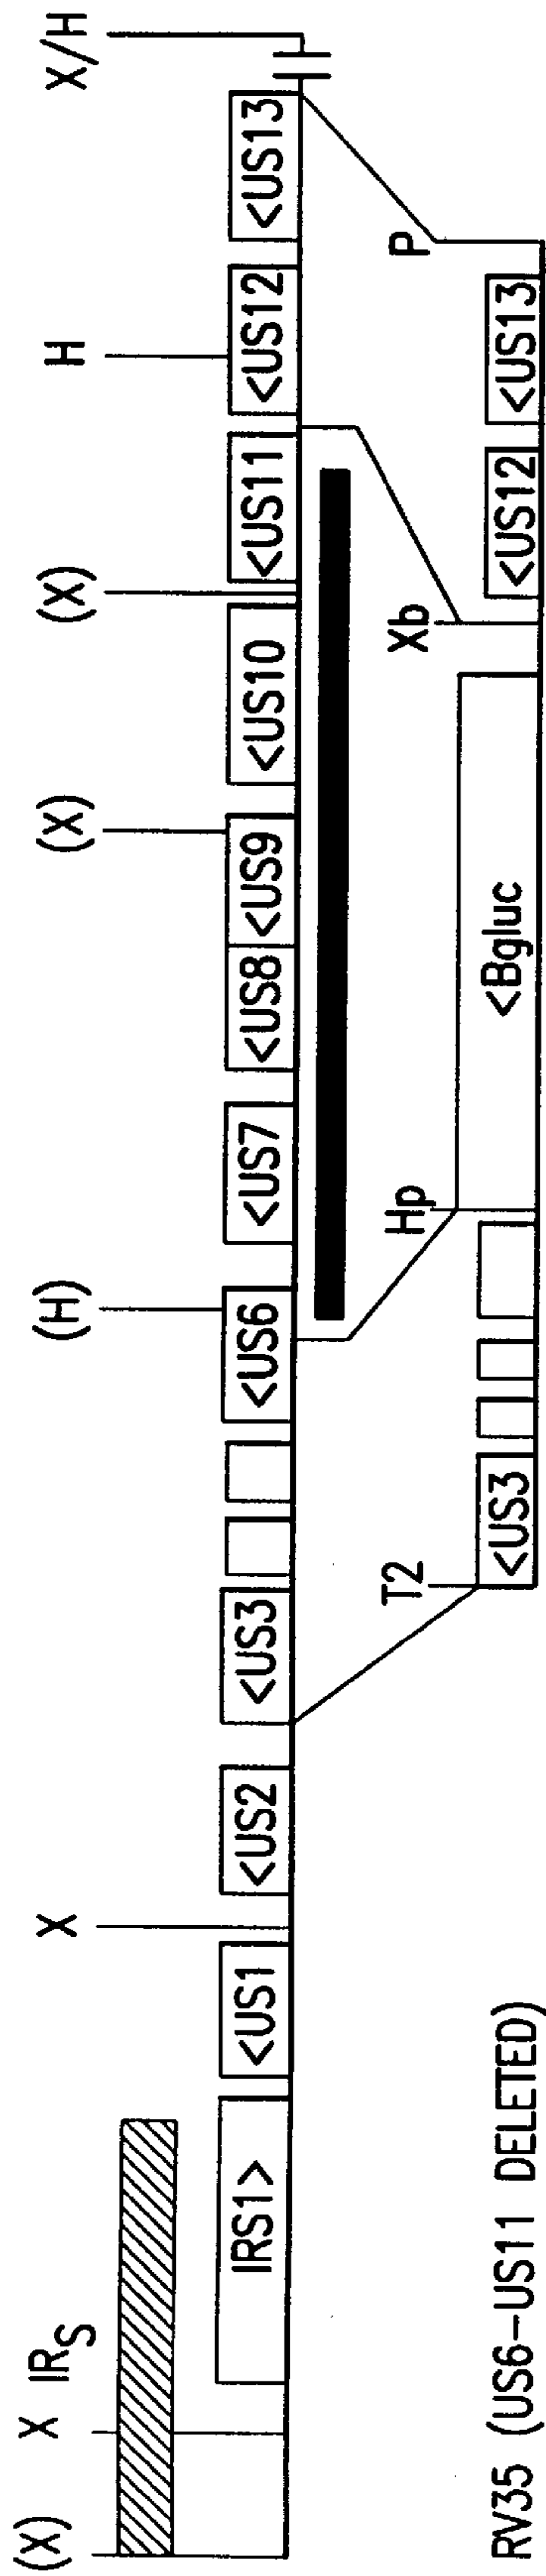 (X) X IRS X (H) (X) (X) H X/H
IRS1> <US1 <US2 <US3 <US6 <US7 <US8 <US9 <US10 <US11 <US12 <US13
T2 Hp Xb P
<US3 <Bgluc <US12 <US13
RV35 (US6-US11 DELETED)